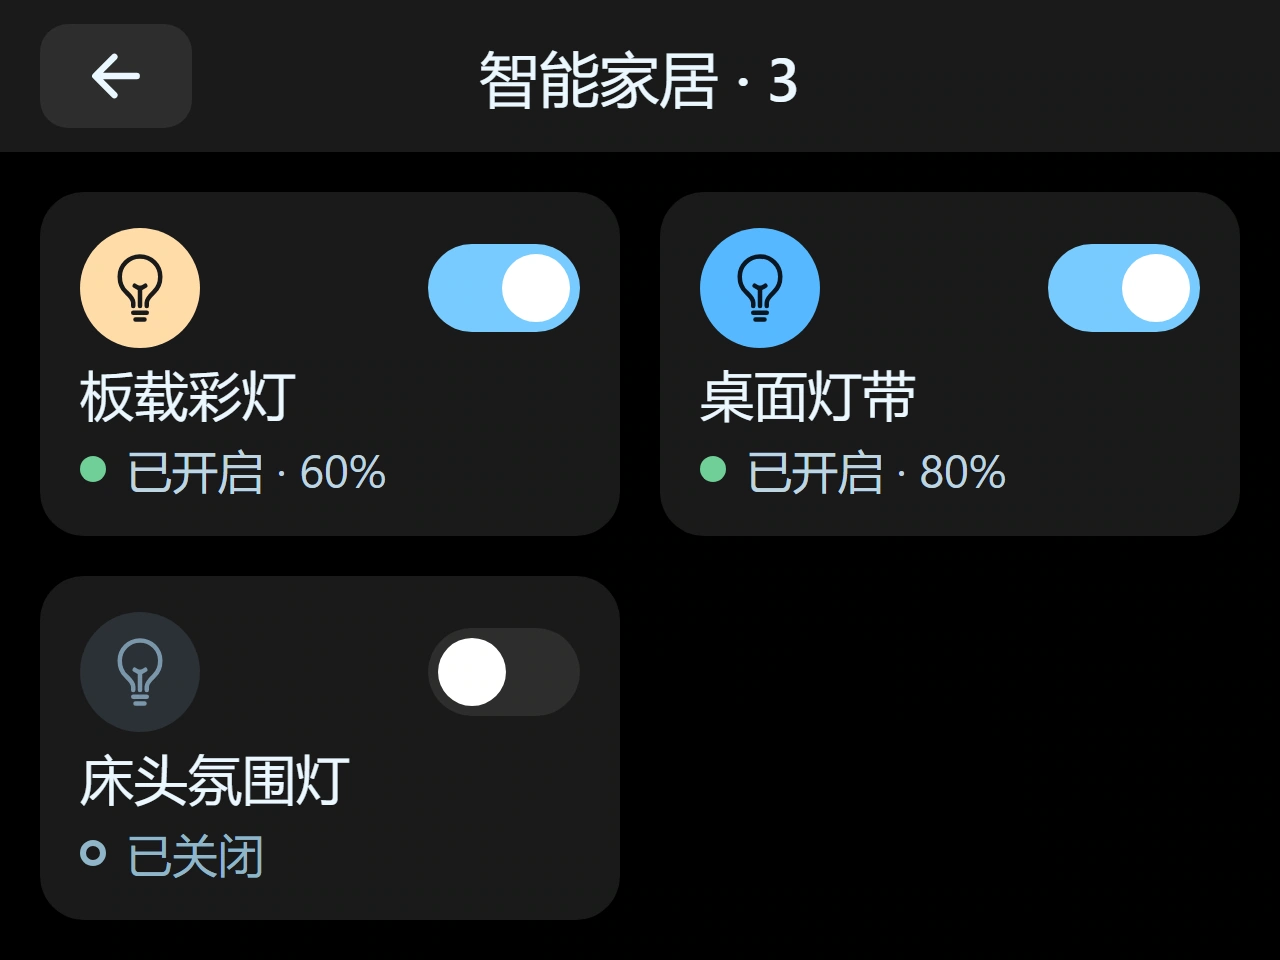 智能家居 · 3
板载彩灯
已开启 · 60%
桌面灯带
已开启 · 80%
床头氛围灯
已关闭